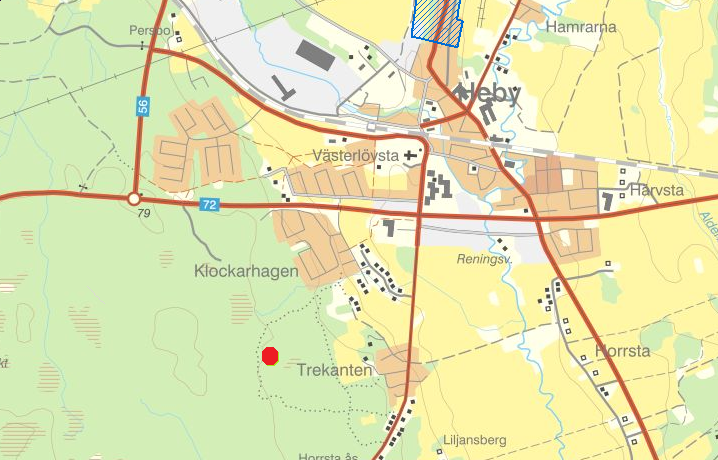 Persbo
Hamrarna
Heby
56
Västerlövsta
Härvsta
72
79
Reningsv.
Klockarhagen
Horrsta
Trekanten
Liljansberg
Horrsta ås